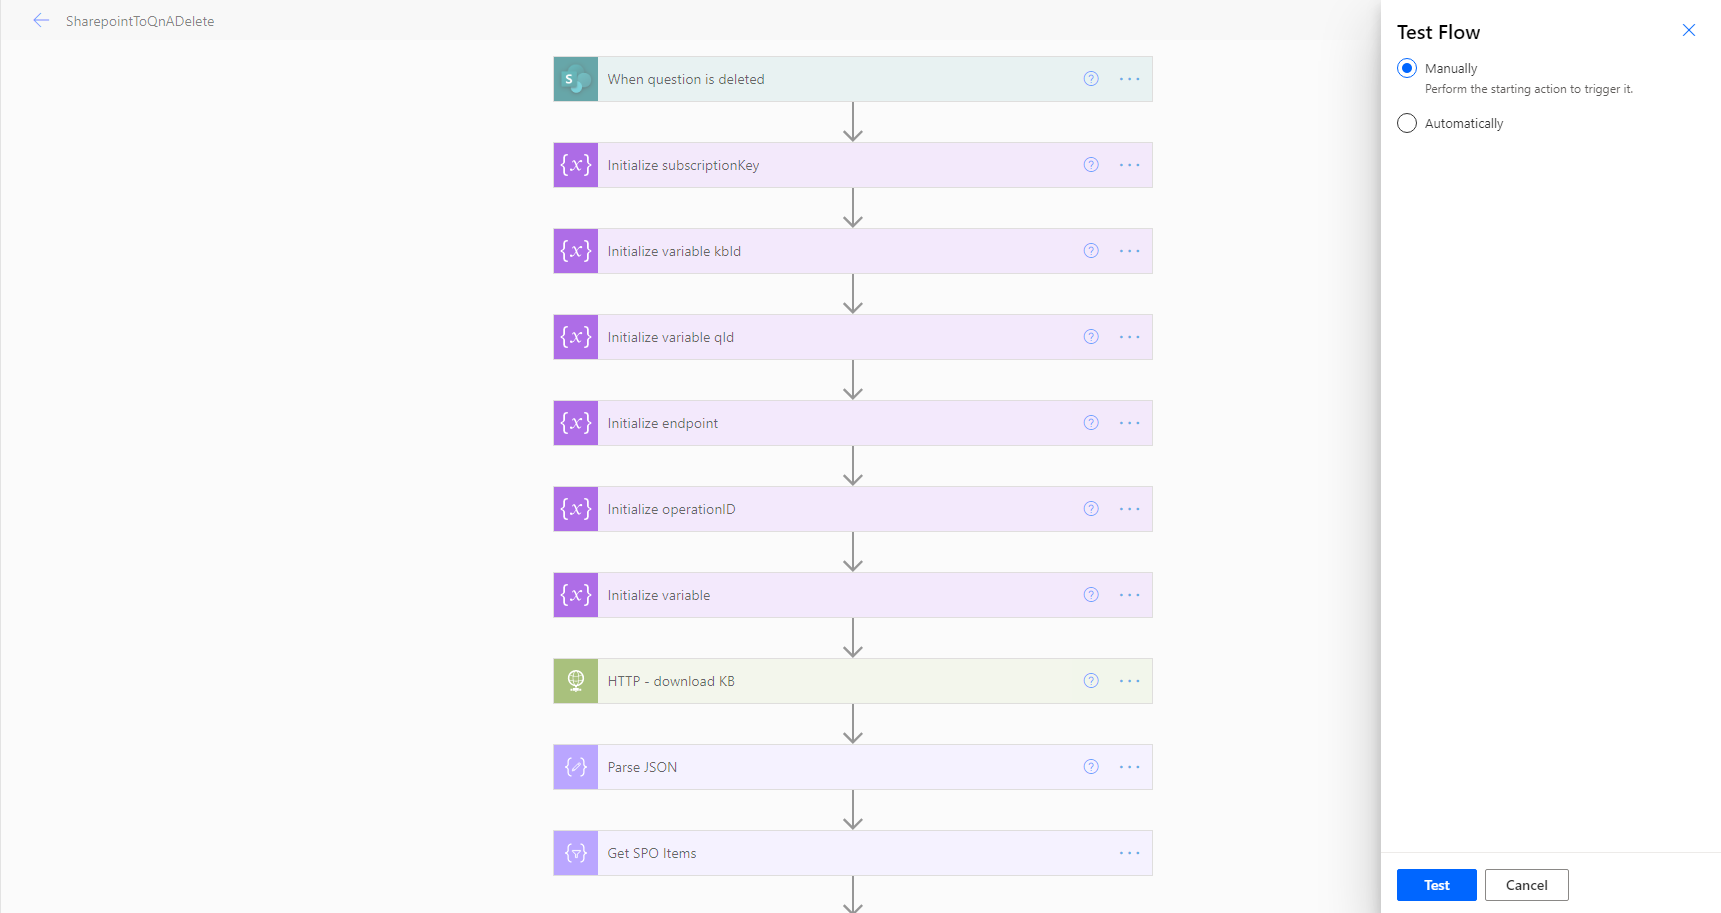 SharepointToQnADelete
When question is deleted
Initialize subscriptionKey
Initialize variable kbId
Initialize variable qId
Initialize endpoint
Initialize operationID
Initialize variable
HTTP - download KB
Parse JSON
Get SPO Items
Test Flow
Manually
Perform the starting action to trigger it.
Automatically
Test
Cancel